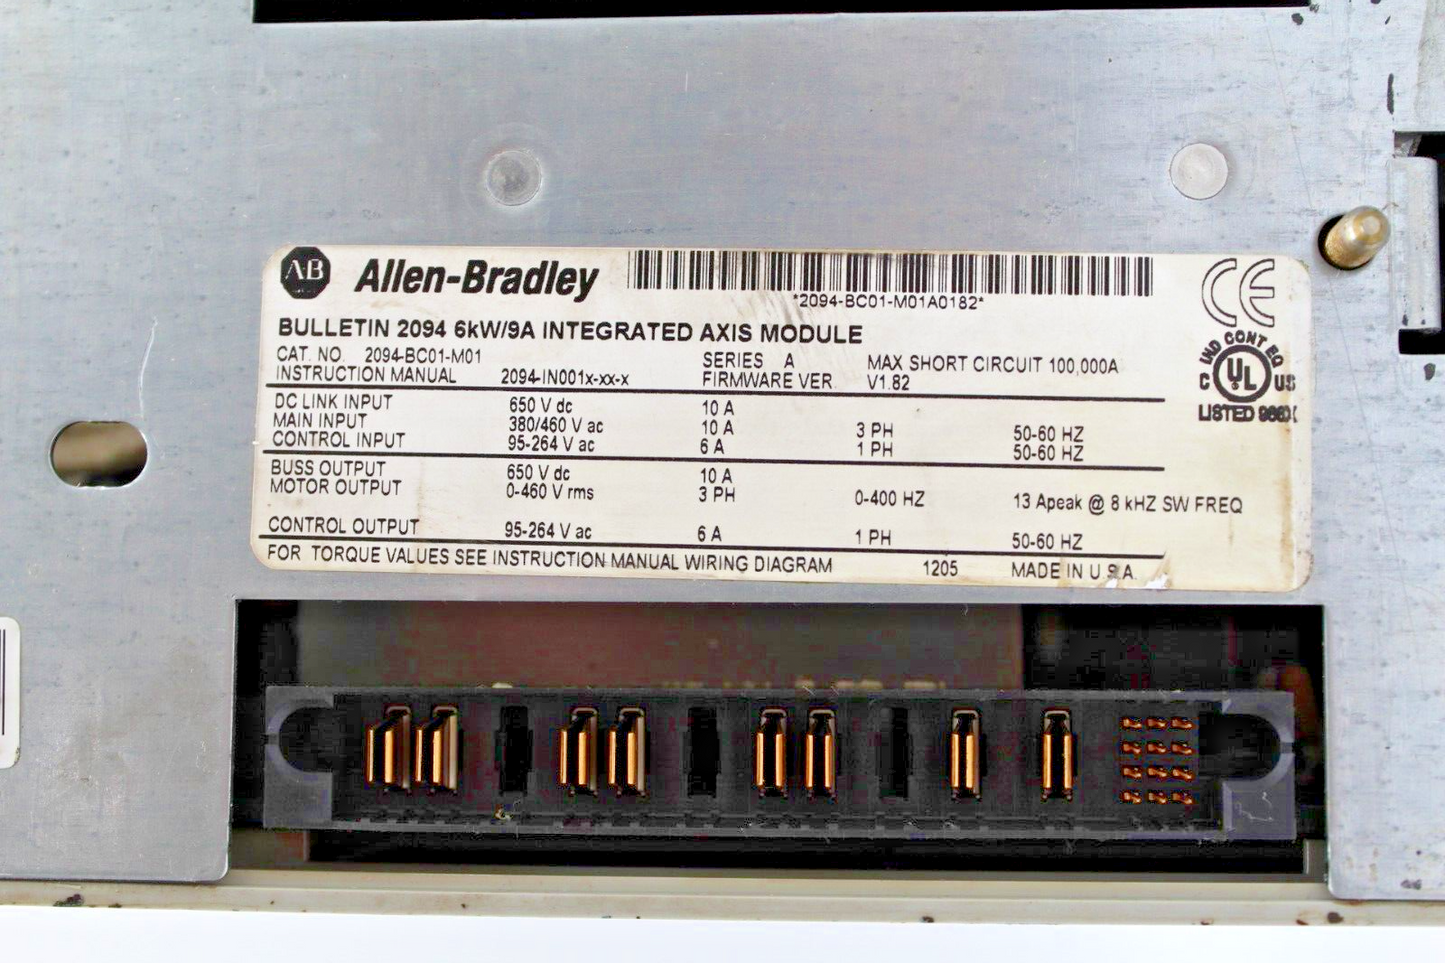 AB Allen-Bradley
*2094-BC01-M01A0182*
CE
BULLETIN 2094 6kW/9A INTEGRATED AXIS MODULE
CAT. NO. 2094-BC01-M01 SERIES A MAX SHORT CIRCUIT 100,000A
INSTRUCTION MANUAL 2094-IN001x-xx-x FIRMWARE VER. V1.82
IND CONT EQ
C UL US
LISTED
DC LINK INPUT 650 V dc 10 A
MAIN INPUT 380/460 V ac 10 A 3 PH 50-60 HZ
CONTROL INPUT 95-264 V ac 6 A 1 PH 50-60 HZ
BUSS OUTPUT 650 V dc 10 A
MOTOR OUTPUT 0-460 V rms 3 PH 0-400 HZ 13 Apeak @ 8 kHZ SW FREQ
CONTROL OUTPUT 95-264 V ac 6 A 1 PH 50-60 HZ
FOR TORQUE VALUES SEE INSTRUCTION MANUAL WIRING DIAGRAM 1205 MADE IN U.S.A.